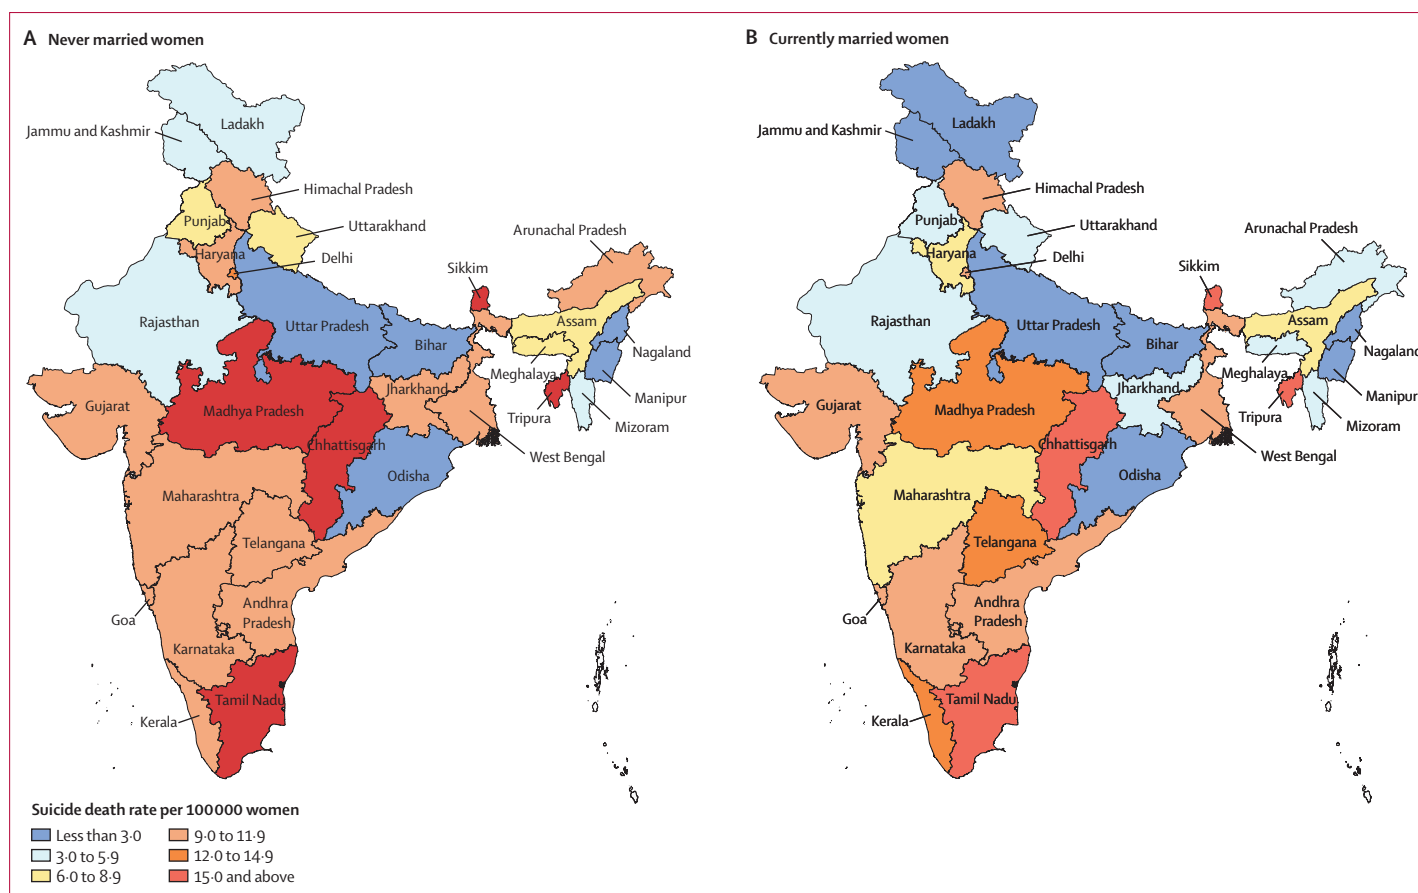 A Never married women
Ladakh
Jammu and Kashmir
Himachal Pradesh
Punjab
Uttarakhand
Haryana
Delhi
Arunachal Pradesh
Sikkim
Rajasthan
Uttar Pradesh
Assam
Bihar
Nagaland
Meghalaya
Jharkhand
Manipur
Gujarat
Madhya Pradesh
Tripura
Mizoram
Chhattisgarh
West Bengal
Odisha
Maharashtra
Telangana
Goa
Andhra
Pradesh
Karnataka
Tamil Nadu
Kerala
B Currently married women
Ladakh
Jammu and Kashmir
Himachal Pradesh
Punjab
Uttarakhand
Arunachal Pradesh
Haryana
Delhi
Sikkim
Rajasthan
Uttar Pradesh
Assam
Bihar
Nagaland
Meghalaya
Jharkhand
Manipur
Gujarat
Madhya Pradesh
Tripura
Mizoram
Chhattisgarh
West Bengal
Odisha
Maharashtra
Telangana
Goa
Andhra
Pradesh
Karnataka
Tamil Nadu
Kerala
Suicide death rate per 100 000 women
Less than 3·0
3·0 to 5·9
6·0 to 8·9
9·0 to 11·9
12·0 to 14·9
15·0 and above